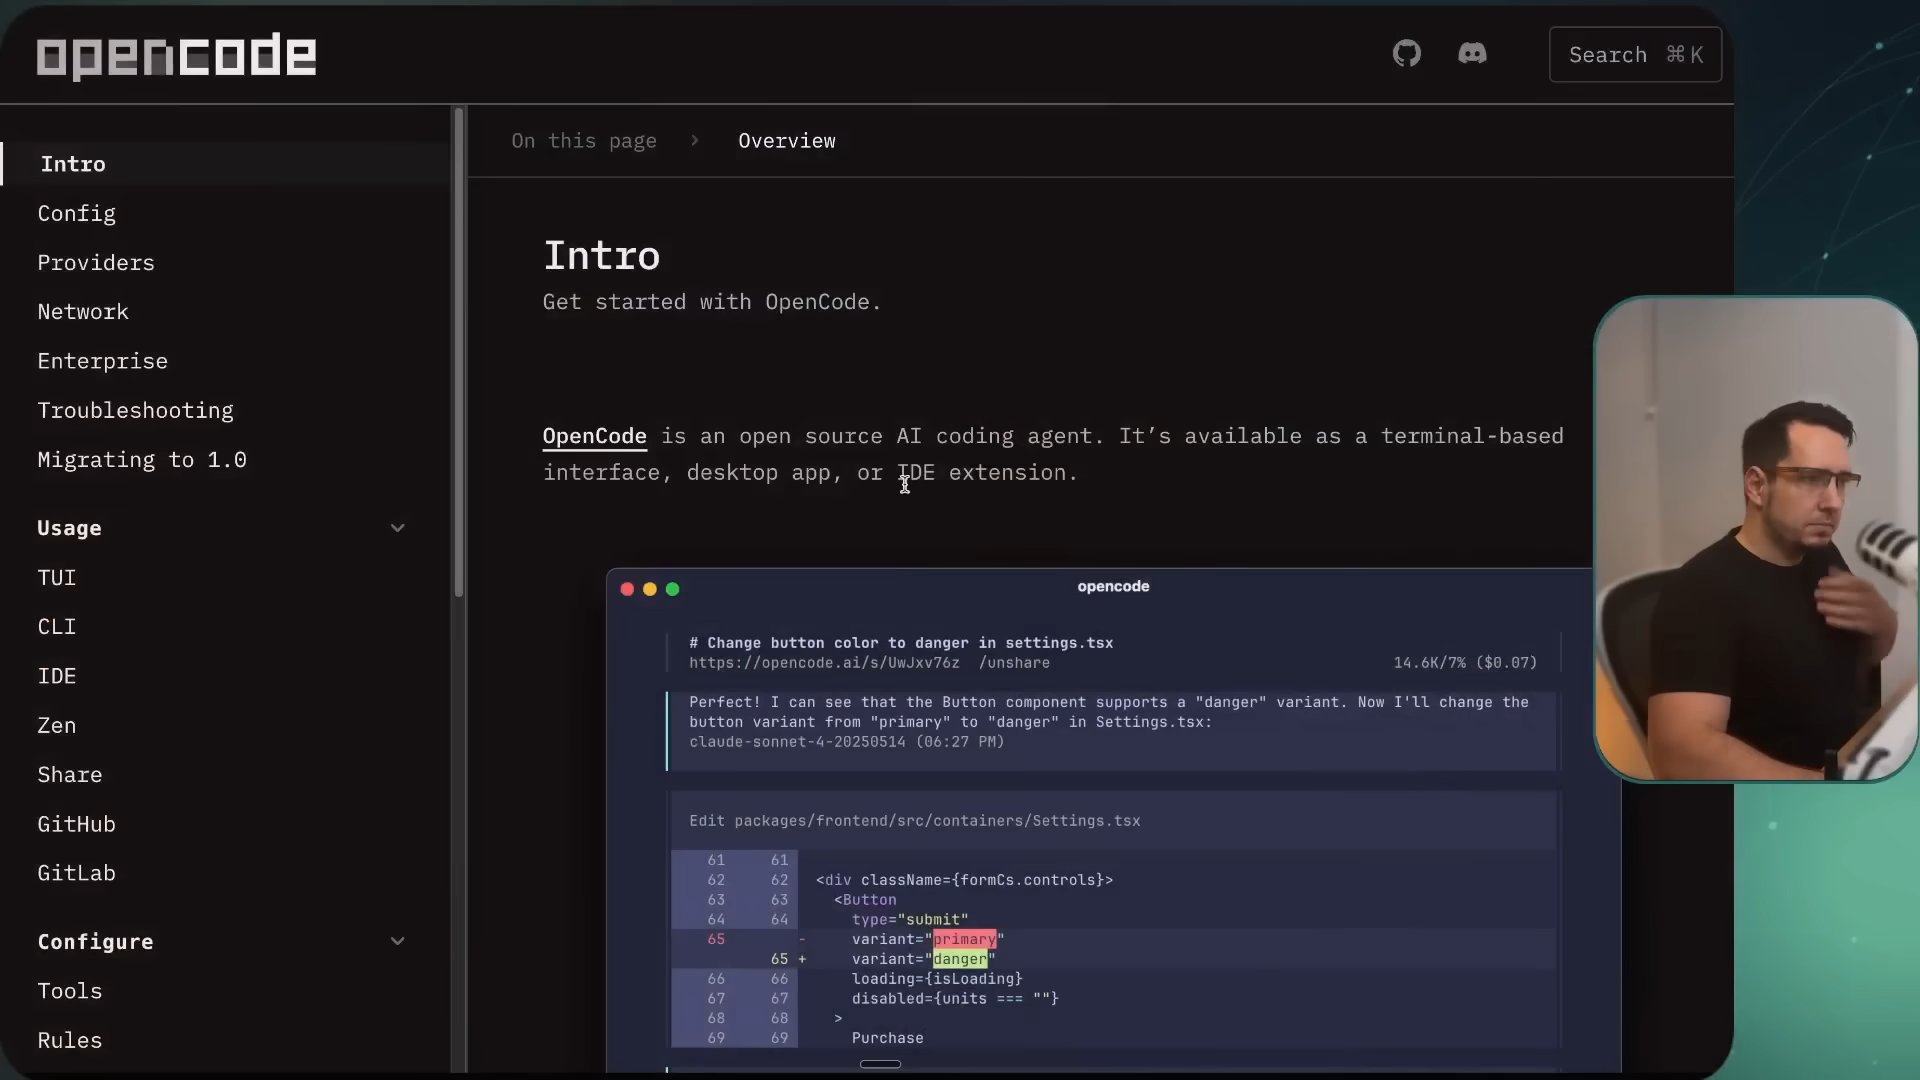 opencode
Search ⌘K
Intro
Config
Providers
Network
Enterprise
Troubleshooting
Migrating to 1.0
Usage
TUI
CLI
IDE
Zen
Share
GitHub
GitLab
Configure
Tools
Rules
On this page > Overview
Intro
Get started with OpenCode.
OpenCode is an open source AI coding agent. It’s available as a terminal-based
interface, desktop app, or IDE extension.
opencode
# Change button color to danger in settings.tsx
https://opencode.ai/s/UwJxv76z /unshare 14.6K/7% ($0.07)
Perfect! I can see that the Button component supports a "danger" variant. Now I'll change the
button variant from "primary" to "danger" in Settings.tsx:
claude-sonnet-4-20250514 (06:27 PM)
Edit packages/frontend/src/containers/Settings.tsx
61 61
62 62 <div className={formCs.controls}>
63 63 <Button
64 64 type="submit"
65 - variant="primary"
65 + variant="danger"
66 66 loading={isLoading}
67 67 disabled={units === ""}
68 68 >
69 69 Purchase